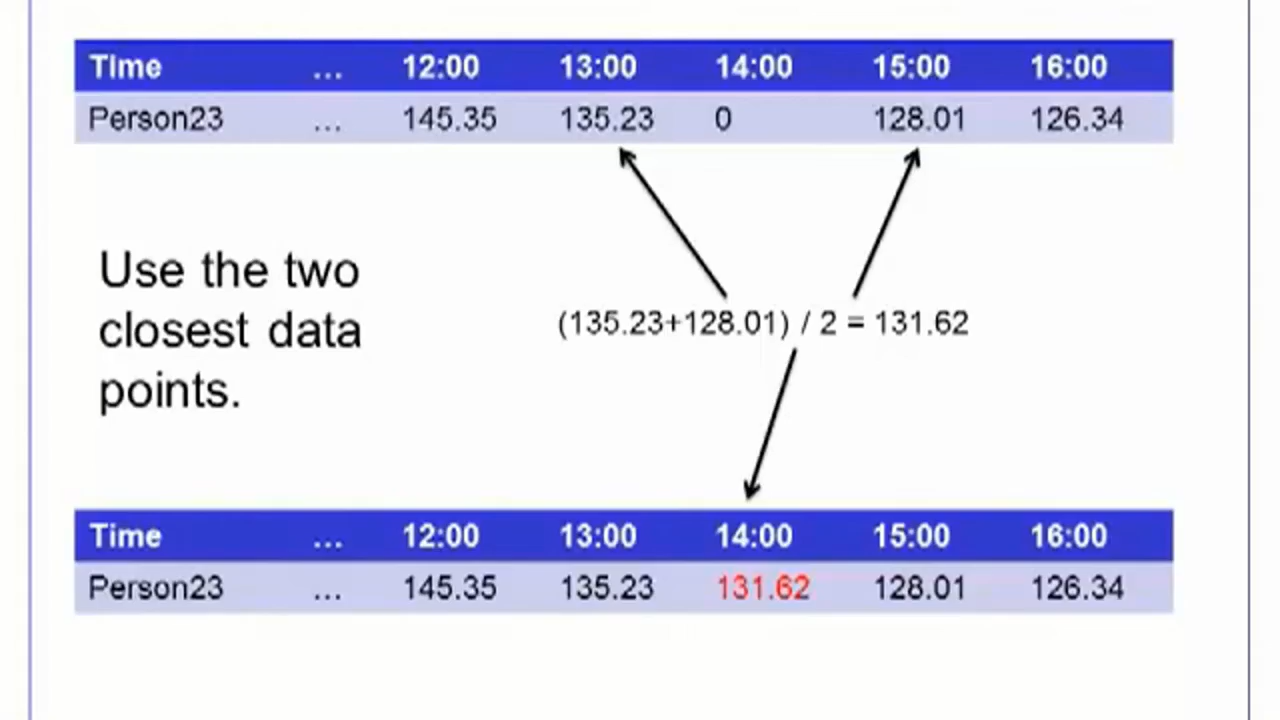 Time … 12:00 13:00 14:00 15:00 16:00
Person23 … 145.35 135.23 0 128.01 126.34
Use the two
closest data
points.
(135.23+128.01) / 2 = 131.62
Time … 12:00 13:00 14:00 15:00 16:00
Person23 … 145.35 135.23 131.62 128.01 126.34